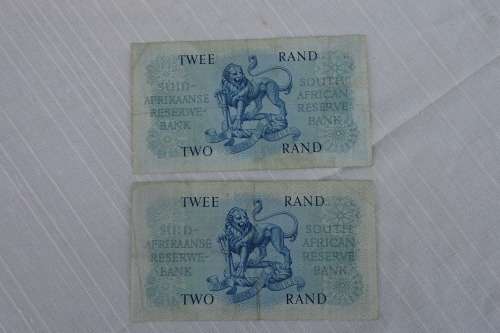 TWEE RAND
SUID- SOUTH
AFRIKAANSE AFRICAN
RESERWE- RESERVE
BANK BANK
TWO RAND
TWEE RAND
SUID- SOUTH
AFRIKAANSE AFRICAN
RESERWE- RESERVE
BANK BANK
TWO RAND